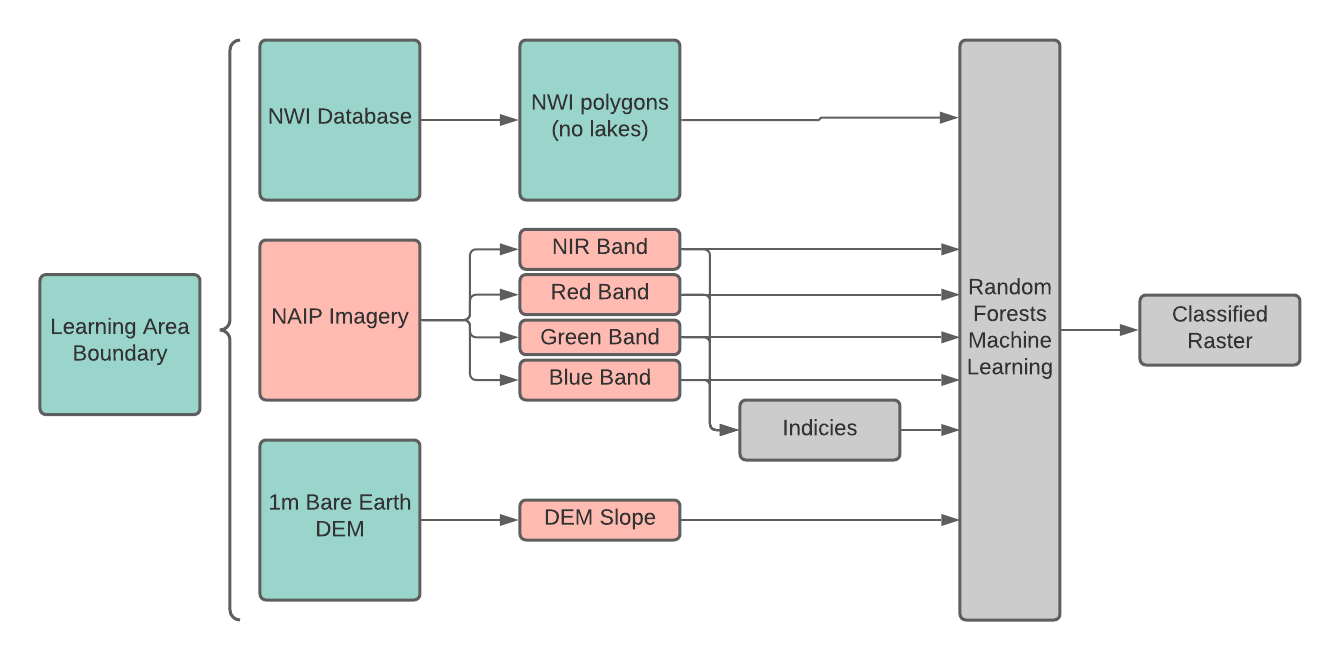 Learning Area
Boundary
NWI Database
NWI polygons
(no lakes)
NAIP Imagery
NIR Band
Red Band
Green Band
Blue Band
Indicies
1m Bare Earth
DEM
DEM Slope
Random
Forests
Machine
Learning
Classified
Raster